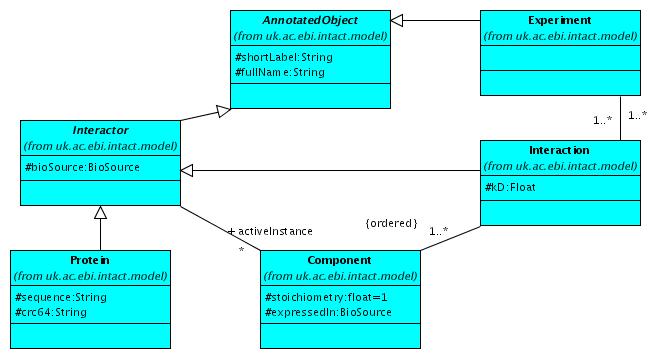 AnnotatedObject
(from uk.ac.ebi.intact.model)
#shortLabel:String
#fullName:String
Experiment
(from uk.ac.ebi.intact.model)
1..*
1..*
Interactor
(from uk.ac.ebi.intact.model)
#bioSource:BioSource
Interaction
(from uk.ac.ebi.intact.model)
#kD:Float
+ activeInstance
*
{ordered}
1..*
Protein
(from uk.ac.ebi.intact.model)
#sequence:String
#crc64:String
Component
(from uk.ac.ebi.intact.model)
#stoichiometry:float=1
#expressedIn:BioSource